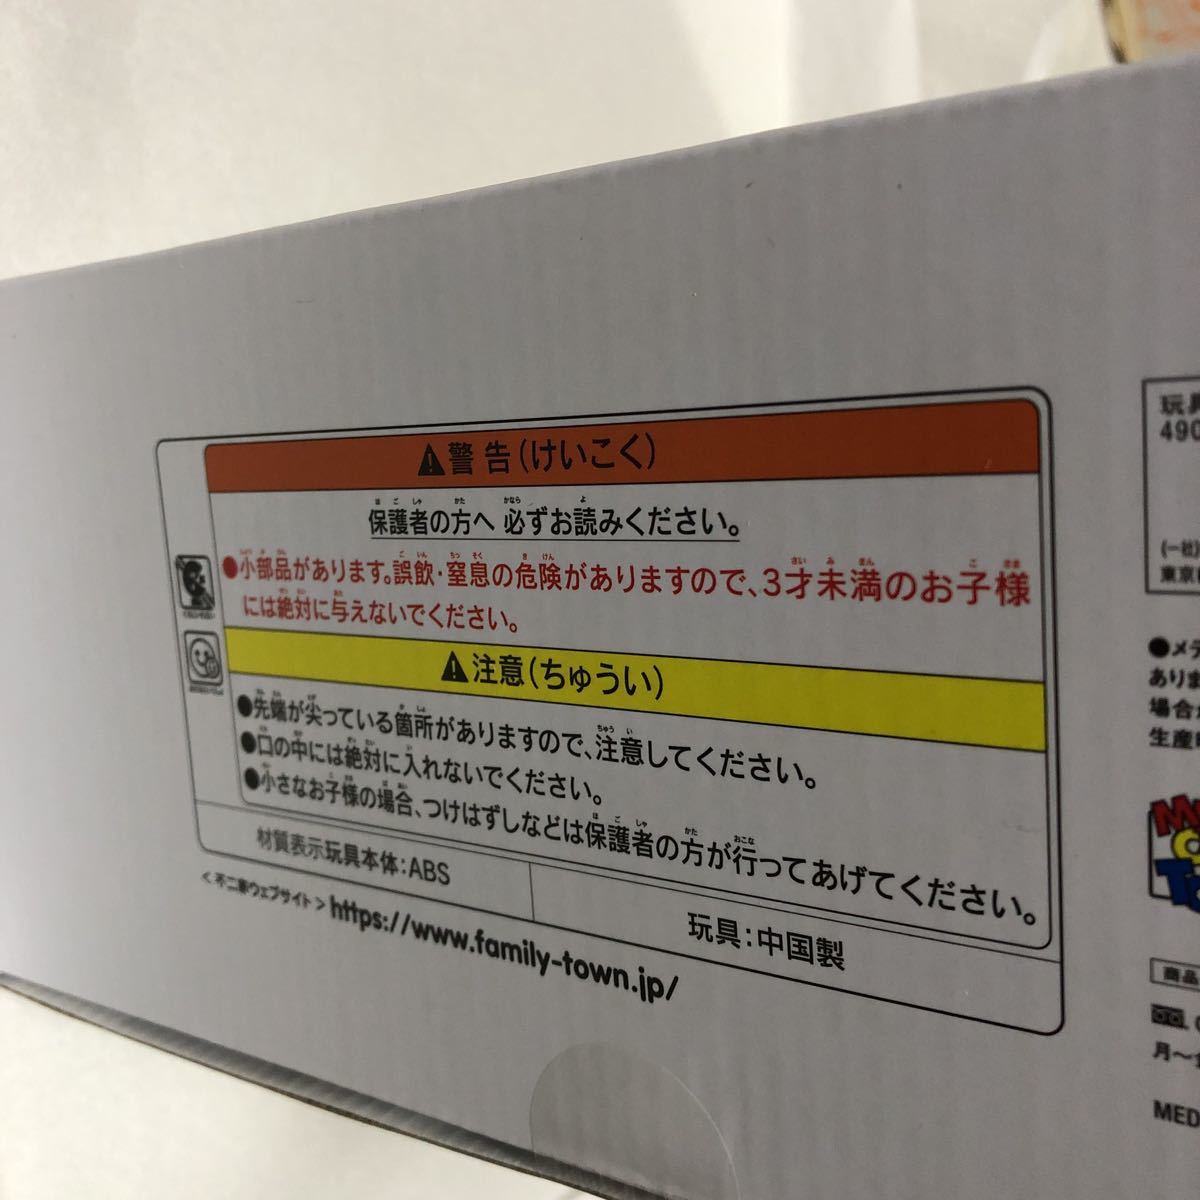 ⚠警告(けいこく)
保護者の方へ 必ずお読みください。
●小部品があります。誤飲・窒息の危険がありますので、3才未満のお子様
には絶対に与えないでください。
⚠注意(ちゅうい)
●先端が尖っている箇所がありますので、注意してください。
●口の中には絶対に入れないでください。
●小さなお子様の場合、つけはずしなどは保護者の方が行ってあげてください。
材質表示玩具本体:ABS
玩具:中国製
<不二家ウェブサイト>https://www.family-town.jp/
玩具
490
(一社)
東京
●メデ
ありま
場合
生産
商品
月~金
MED